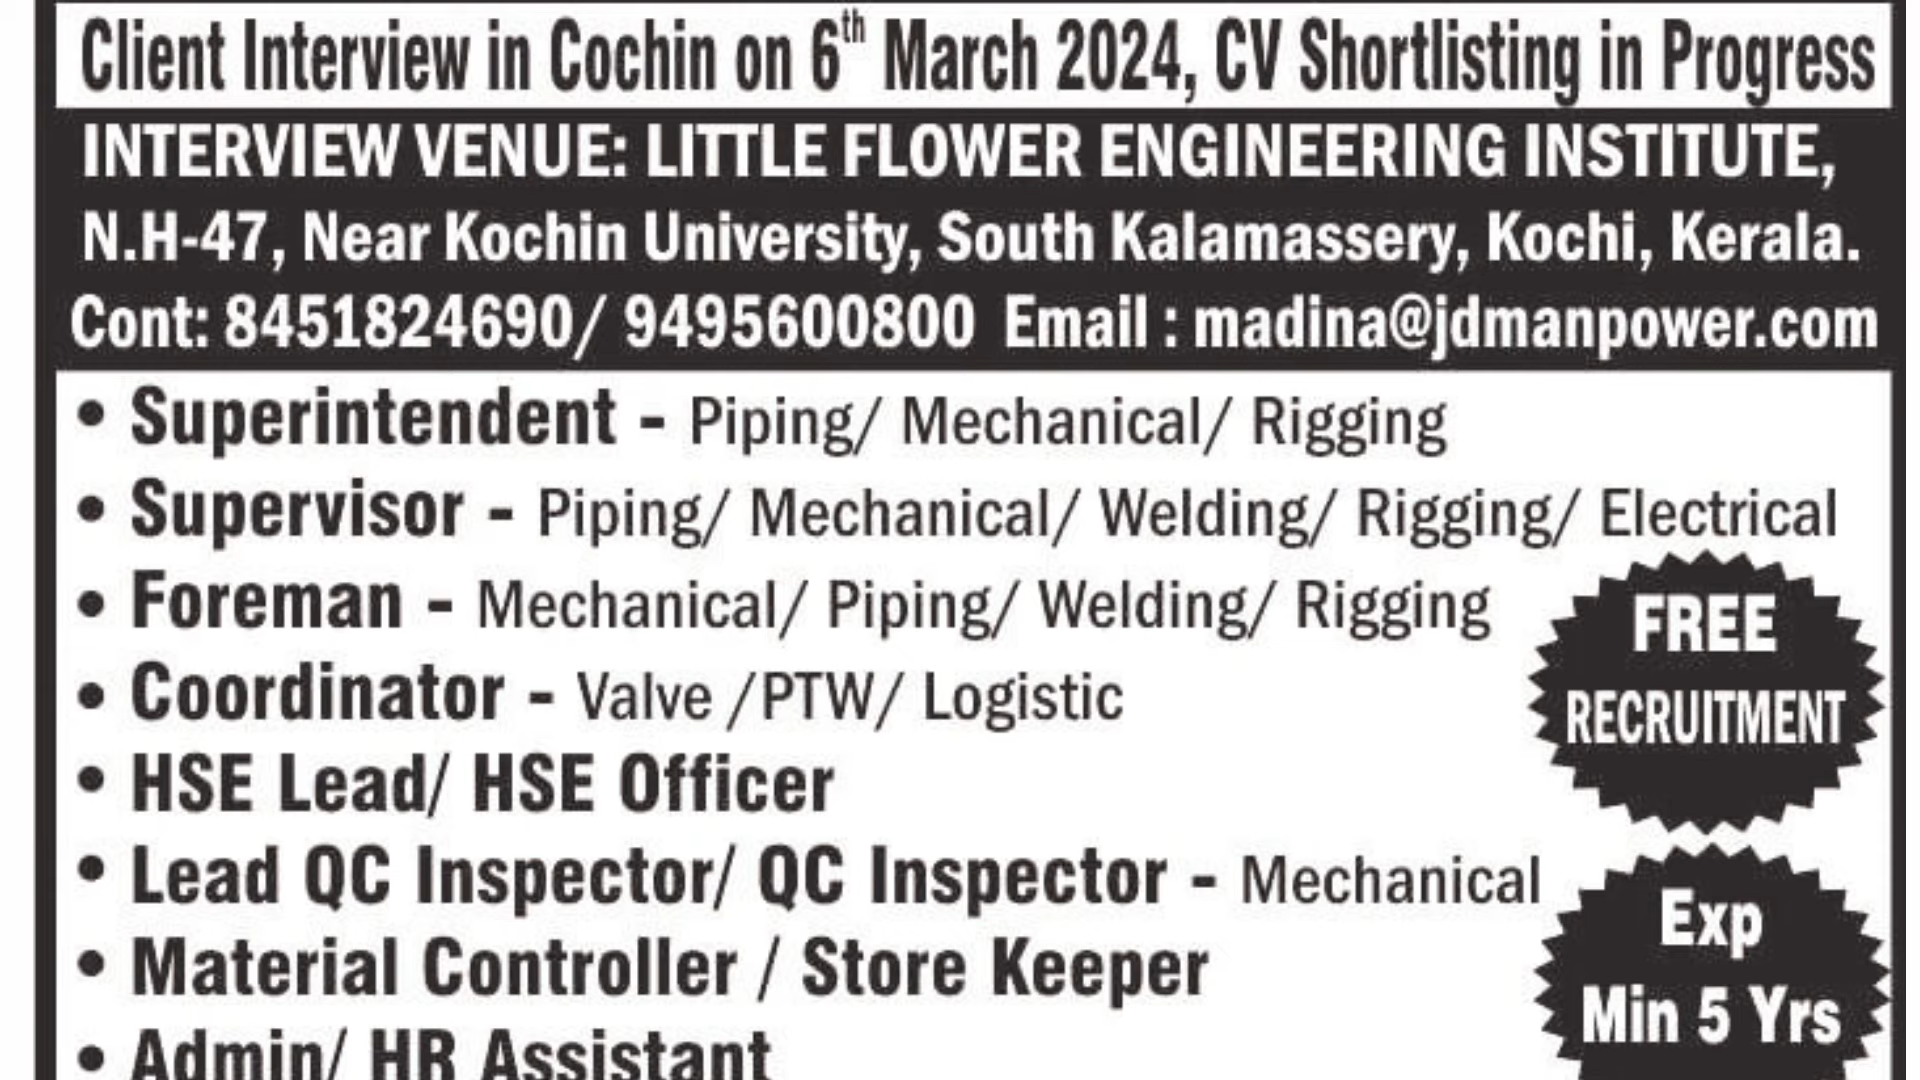 Client Interview in Cochin on 6th March 2024, CV Shortlisting in Progress
INTERVIEW VENUE: LITTLE FLOWER ENGINEERING INSTITUTE,
N.H-47, Near Kochin University, South Kalamassery, Kochi, Kerala.
Cont: 8451824690/ 9495600800 Email : madina@jdmanpower.com
• Superintendent - Piping/ Mechanical/ Rigging
• Supervisor - Piping/ Mechanical/ Welding/ Rigging/ Electrical
• Foreman - Mechanical/ Piping/ Welding/ Rigging
• Coordinator - Valve /PTW/ Logistic
• HSE Lead/ HSE Officer
• Lead QC Inspector/ QC Inspector - Mechanical
• Material Controller / Store Keeper
• Admin/ HR Assistant
FREE
RECRUITMENT
Exp
Min 5 Yrs